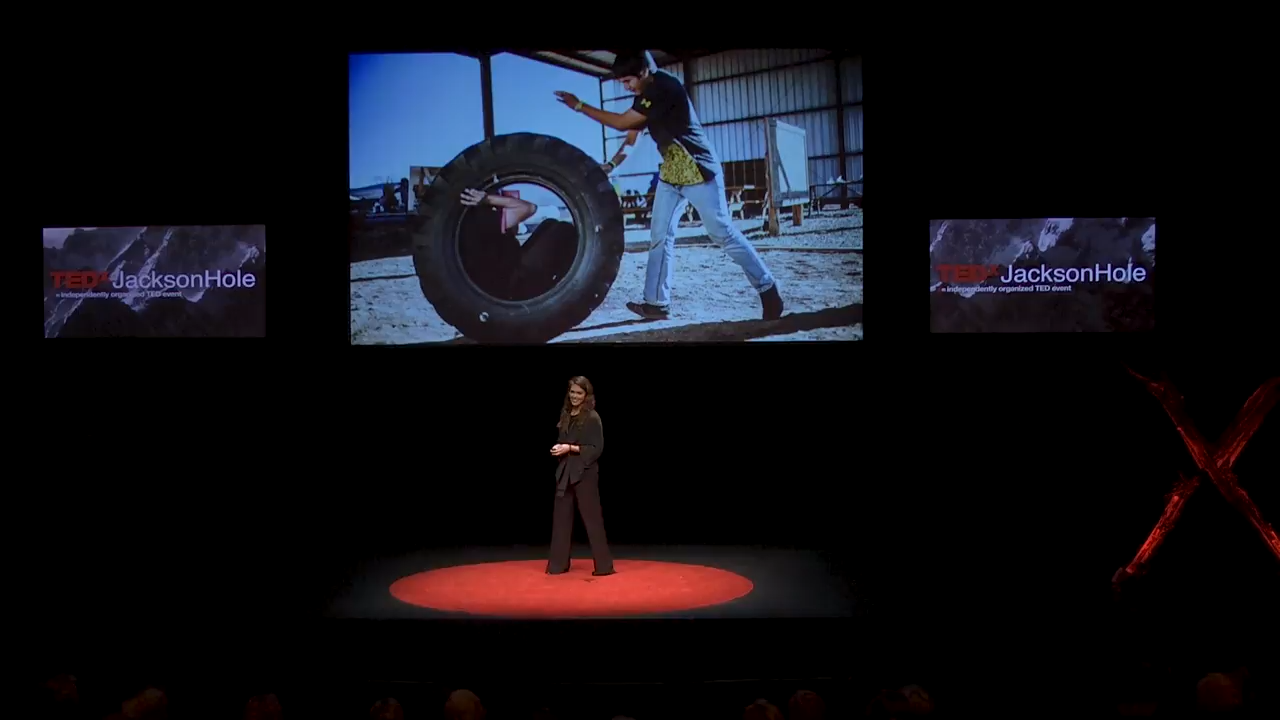 TEDxJacksonHole
x=independently organized TED event
TEDxJacksonHole
x=independently organized TED event
X